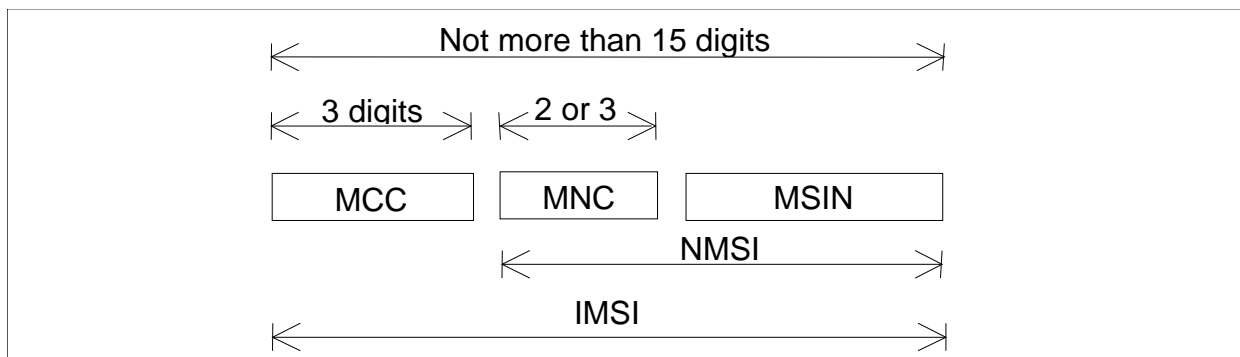 Not more than 15 digits
3 digits 2 or 3
MCC MNC MSIN
NMSI
IMSI